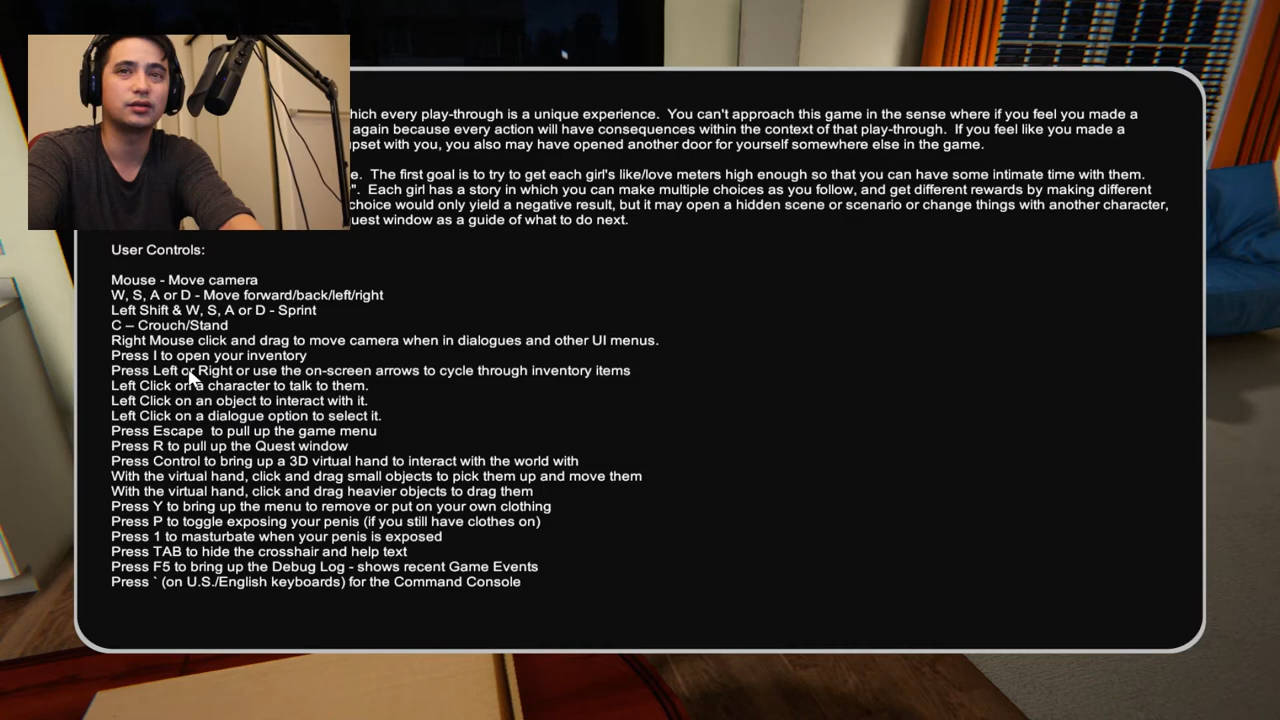 hich every play-through is a unique experience.  You can't approach this game in the sense where if you feel you made a
again because every action will have consequences within the context of that play-through.  If you feel like you made a
pset with you, you also may have opened another door for yourself somewhere else in the game.
e.  The first goal is to try to get each girl's like/love meters high enough so that you can have some intimate time with them.
".  Each girl has a story in which you can make multiple choices as you follow, and get different rewards by making different
choice would only yield a negative result, but it may open a hidden scene or scenario or change things with another character,
uest window as a guide of what to do next.
User Controls:
Mouse - Move camera
W, S, A or D - Move forward/back/left/right
Left Shift & W, S, A or D - Sprint
C – Crouch/Stand
Right Mouse click and drag to move camera when in dialogues and other UI menus.
Press I to open your inventory
Press Left or Right or use the on-screen arrows to cycle through inventory items
Left Click on a character to talk to them.
Left Click on an object to interact with it.
Left Click on a dialogue option to select it.
Press Escape  to pull up the game menu
Press R to pull up the Quest window
Press Control to bring up a 3D virtual hand to interact with the world with
With the virtual hand, click and drag small objects to pick them up and move them
With the virtual hand, click and drag heavier objects to drag them
Press Y to bring up the menu to remove or put on your own clothing
Press P to toggle exposing your penis (if you still have clothes on)
Press 1 to masturbate when your penis is exposed
Press TAB to hide the crosshair and help text
Press F5 to bring up the Debug Log - shows recent Game Events
Press ` (on U.S./English keyboards) for the Command Console